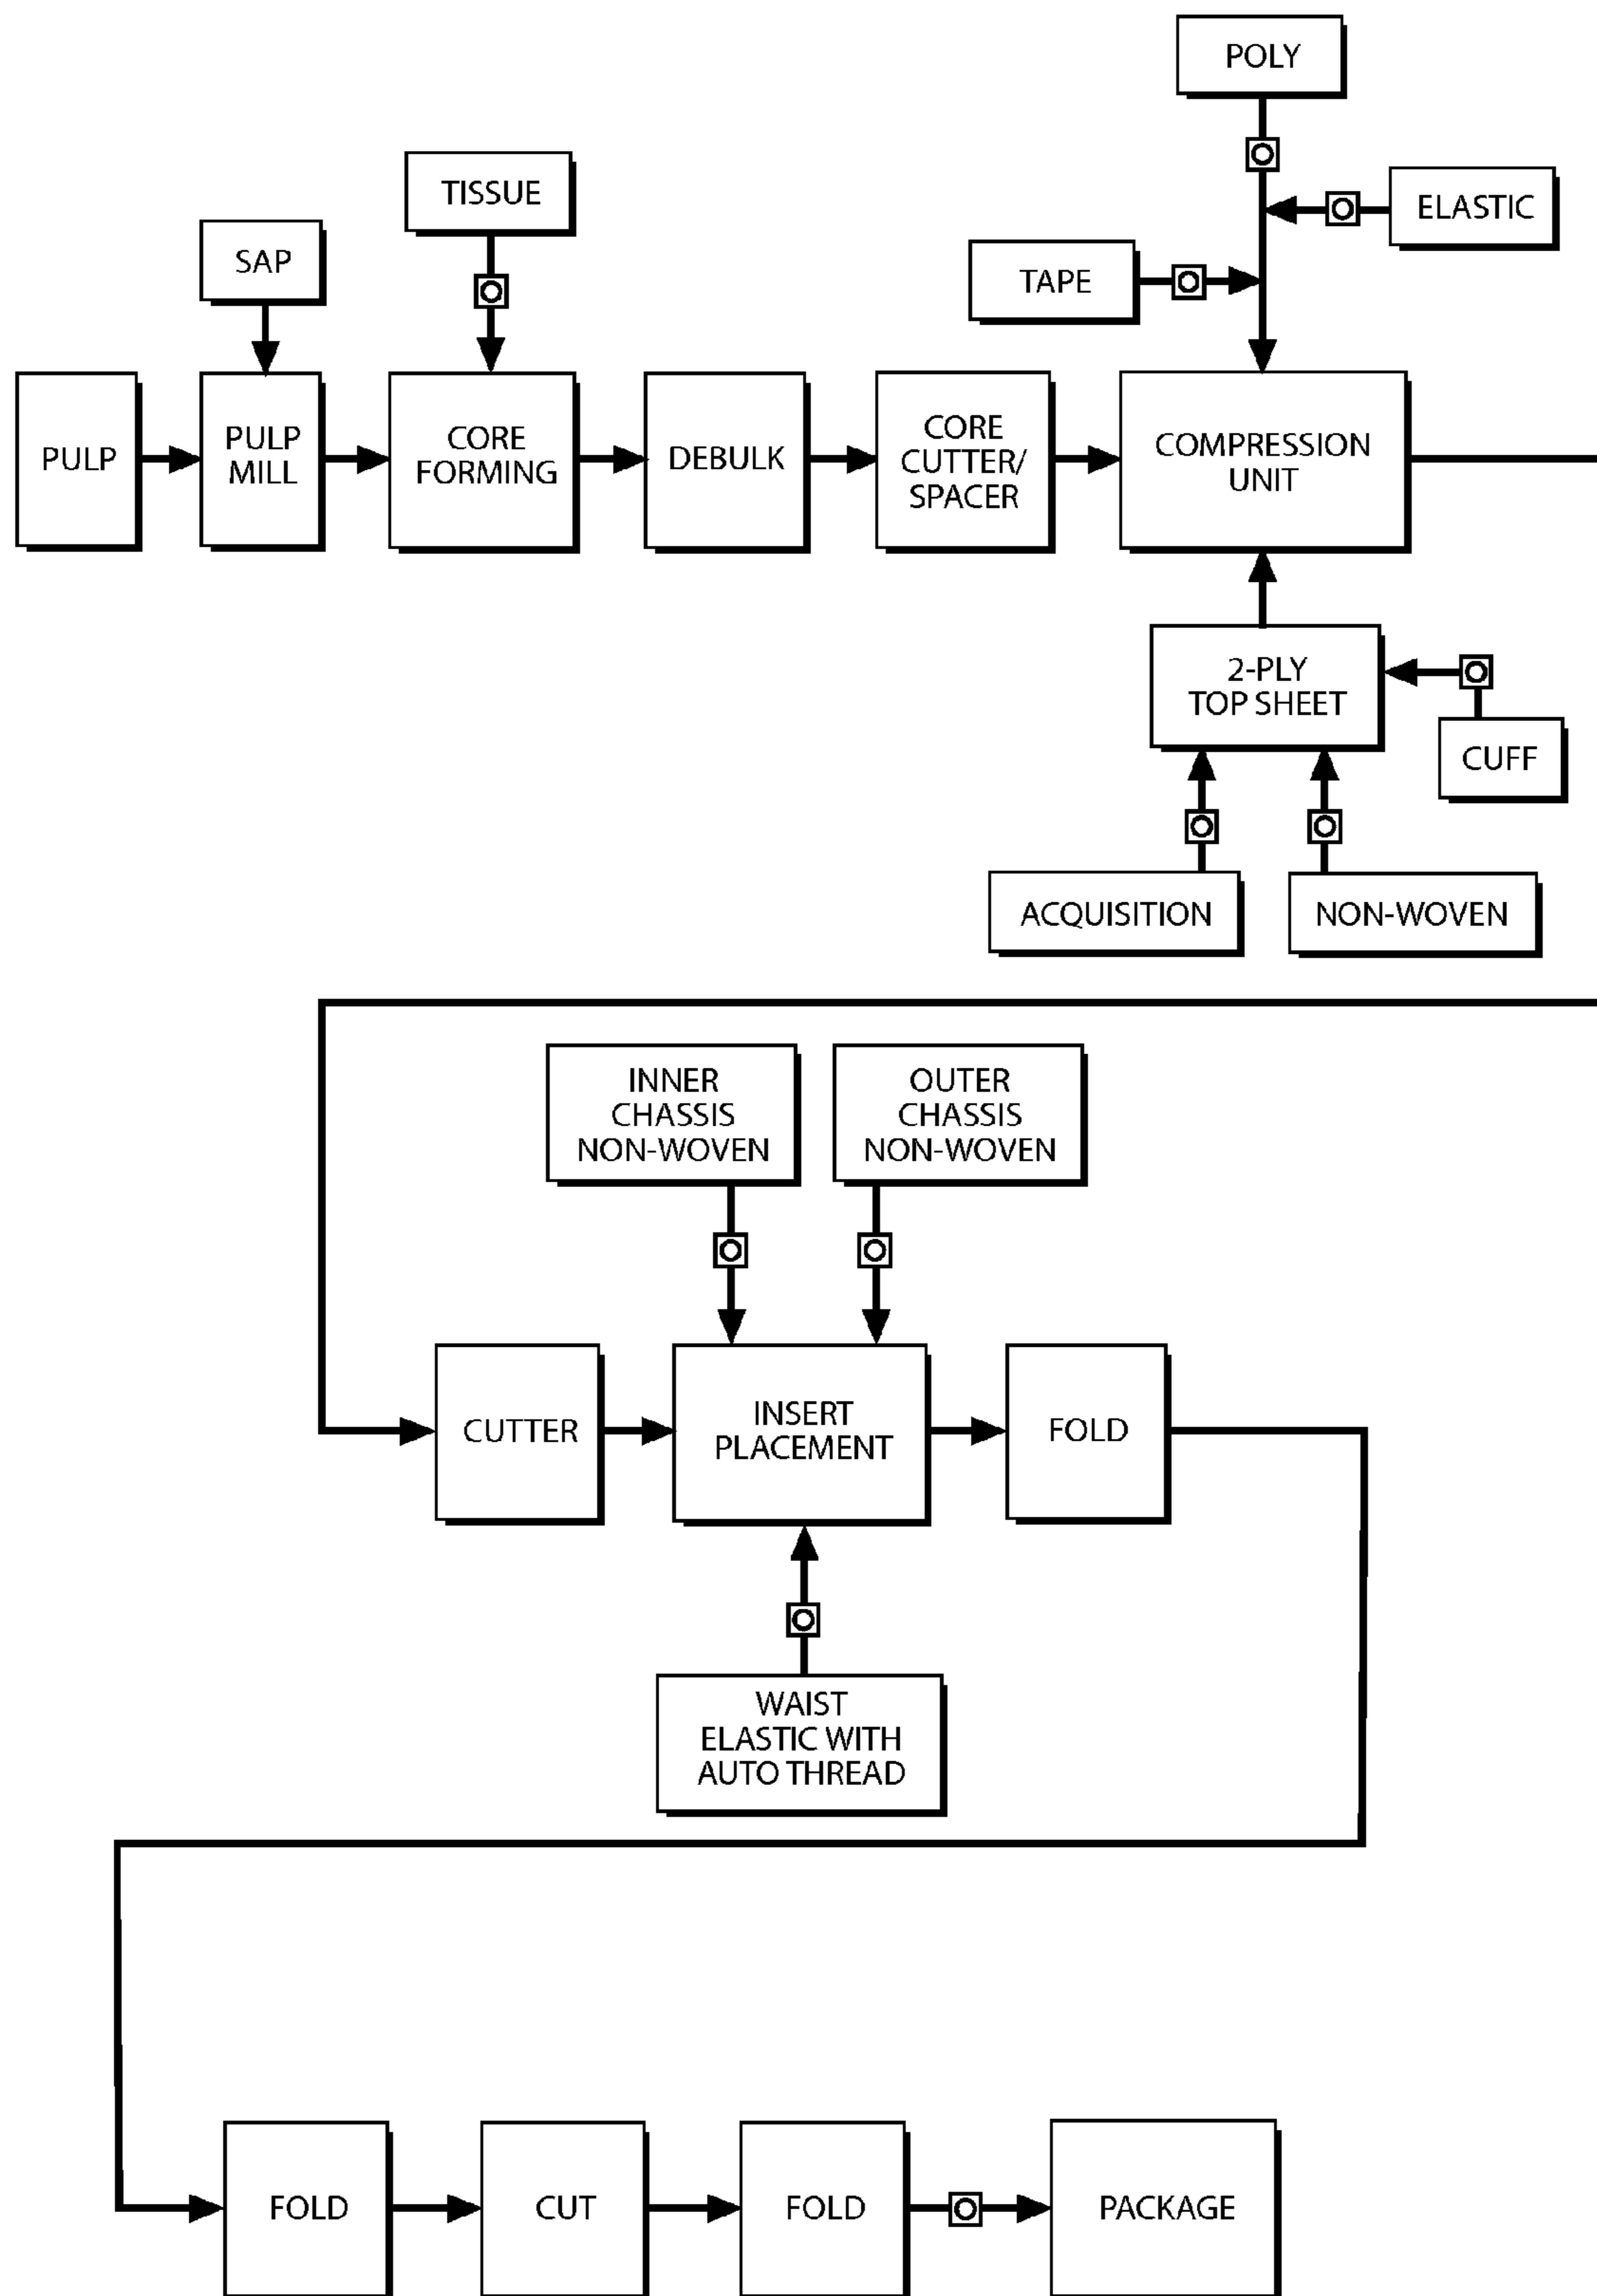 POLY
TISSUE
ELASTIC
SAP
TAPE
PULP
PULP
MILL
CORE
FORMING
DEBULK
CORE
CUTTER/
SPACER
COMPRESSION
UNIT
2-PLY
TOP SHEET
CUFF
ACQUISITION
NON-WOVEN
INNER
CHASSIS
NON-WOVEN
OUTER
CHASSIS
NON-WOVEN
CUTTER
INSERT
PLACEMENT
FOLD
WAIST
ELASTIC WITH
AUTO THREAD
FOLD
CUT
FOLD
PACKAGE